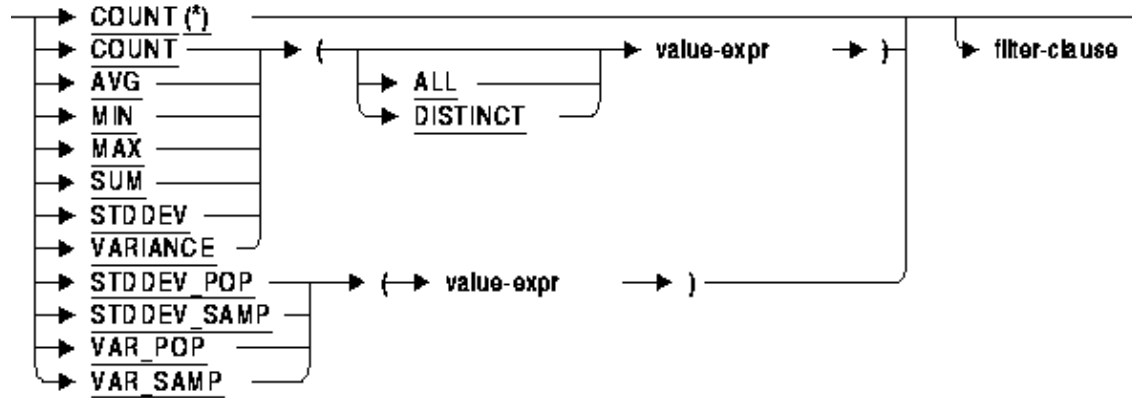 COUNT (*)
COUNT ( value-expr ) filter-clause
AVG ALL
MIN DISTINCT
MAX
SUM
STDDEV
VARIANCE
STDDEV_POP ( value-expr )
STDDEV_SAMP
VAR_POP
VAR_SAMP